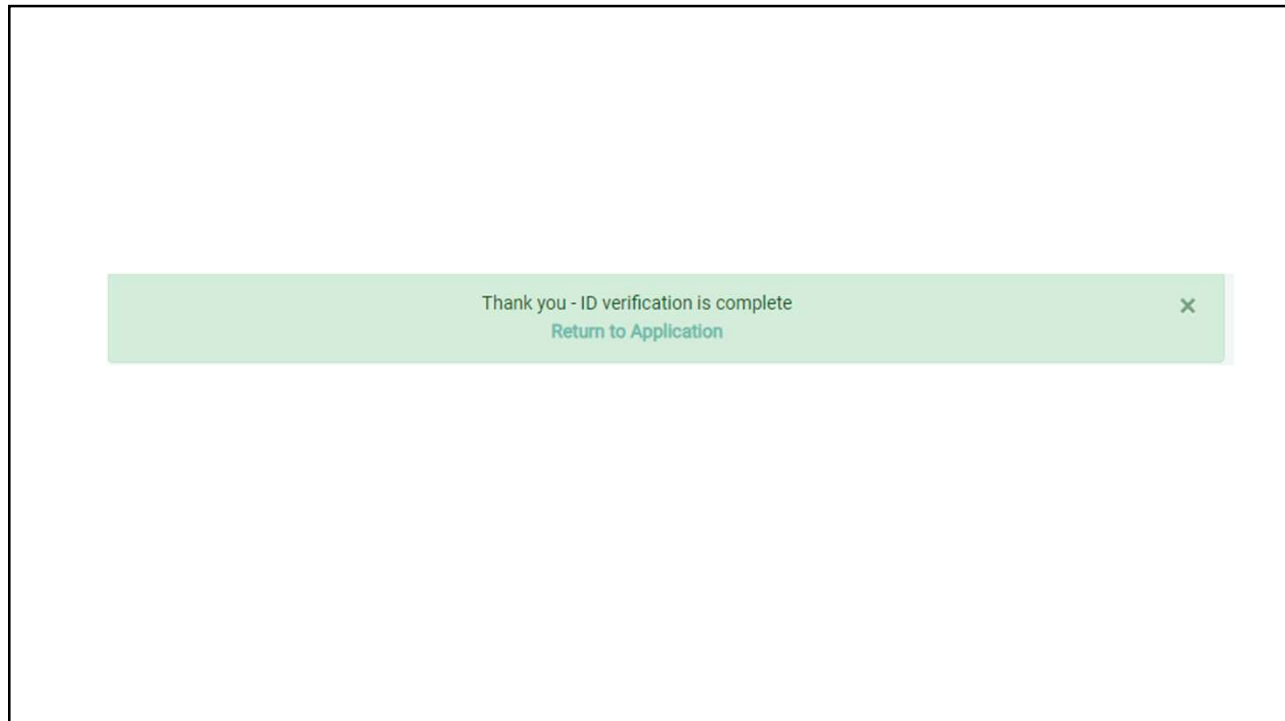 Thank you - ID verification is complete
Return to Application